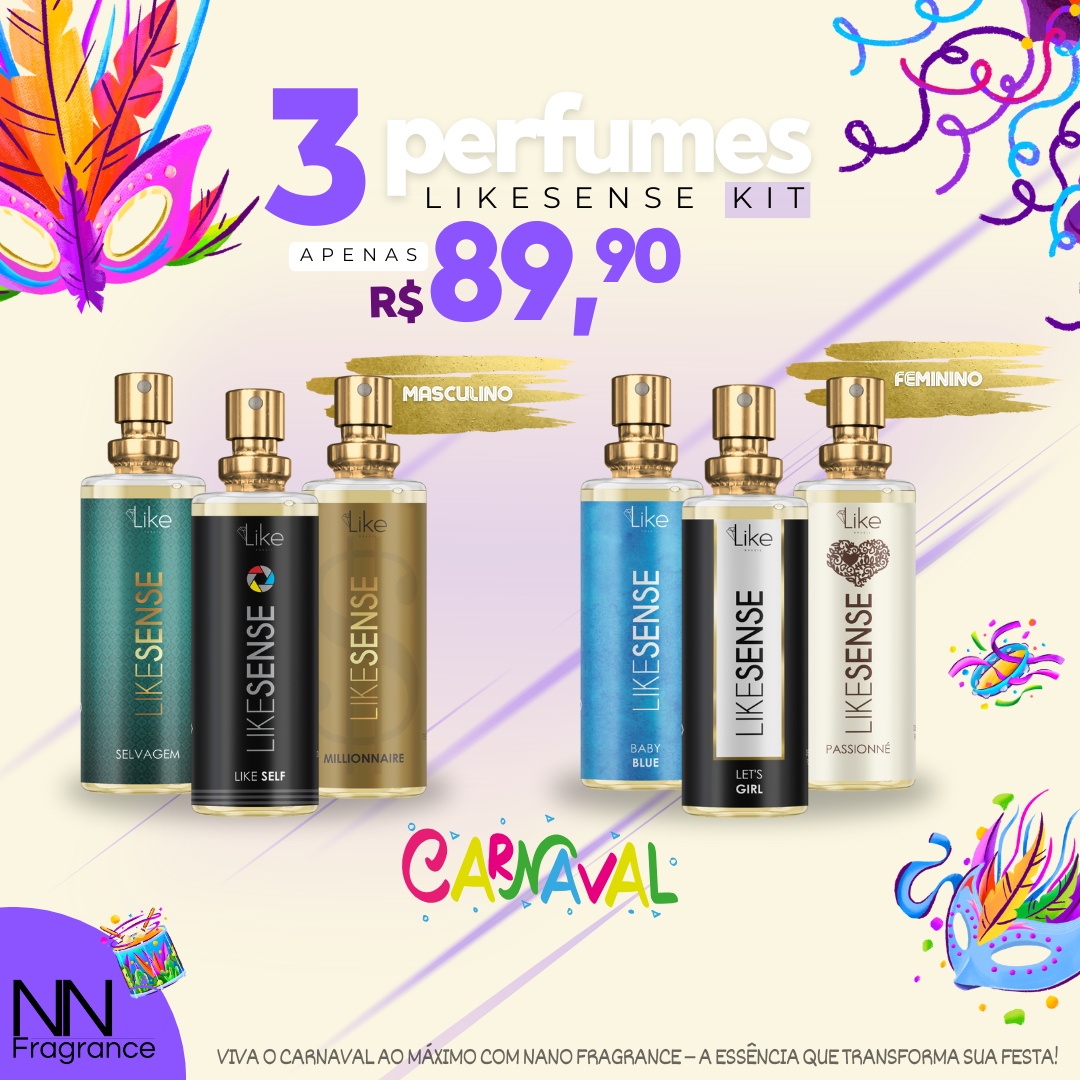 3 perfumes
LIKESENSE KIT
APENAS
R$89,90
MASCULINO
FEMININO
Like
LIKESENSE
SELVAGEM
Like
LIKESENSE
LIKE SELF
Like
LIKESENSE
MILLIONNAIRE
Like
LIKESENSE
BABY
BLUE
Like
LIKESENSE
LET'S
GIRL
Like
LIKESENSE
PASSIONNÉ
CARNAVAL
NN
Fragrance
VIVA O CARNAVAL AO MÁXIMO COM NANO FRAGRANCE – A ESSÊNCIA QUE TRANSFORMA SUA FESTA!